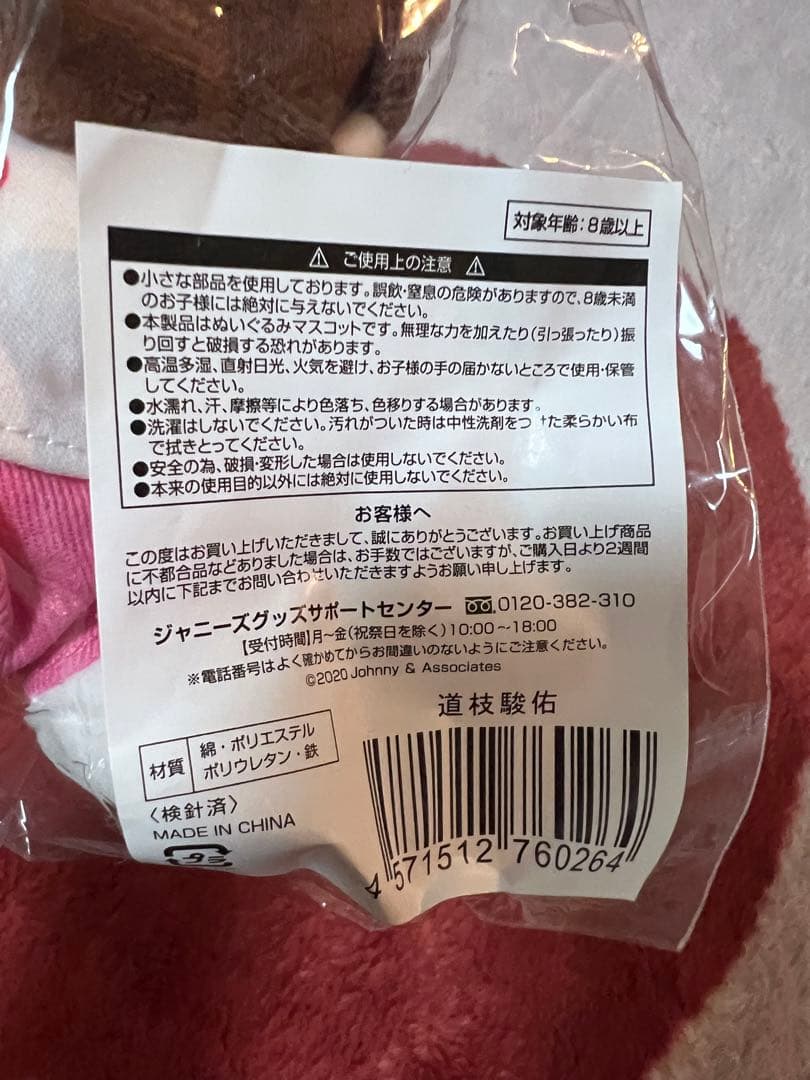 対象年齢:8歳以上
⚠ ご使用上の注意 ⚠
●小さな部品を使用しております。誤飲・窒息の危険がありますので、8歳未満
のお子様には絶対に与えないでください。
●本製品はぬいぐるみマスコットです。無理な力を加えたり(引っ張ったり)振
り回すと破損する恐れがあります。
●高温多湿、直射日光、火気を避け、お子様の手の届かないところで使用・保管
してください。
●水濡れ、汗、摩擦等により色落ち、色移りする場合があります。
●洗濯はしないでください。汚れがついた時は中性洗剤をつけた柔らかい布
で拭きとってください。
●安全の為、破損・変形した場合は使用しないでください。
●本来の使用目的以外には絶対に使用しないでください。
お客様へ
この度はお買い上げいただきまして、誠にありがとうございます。お買い上げ商品
に不都合品などありました場合は、お手数ではございますが、ご購入日より2週間
以内に下記までお問い合わせいただきますようお願い申し上げます。
ジャニーズグッズサポートセンター 0120-382-310
【受付時間】月~金(祝祭日を除く)10:00~18:00
※電話番号はよく確かめてからお間違いのないようにご注意ください。
©2020 Johnny & Associates
道枝駿佑
材質 綿・ポリエステル
ポリウレタン・鉄
〈検針済〉
MADE IN CHINA
4 571512 760264